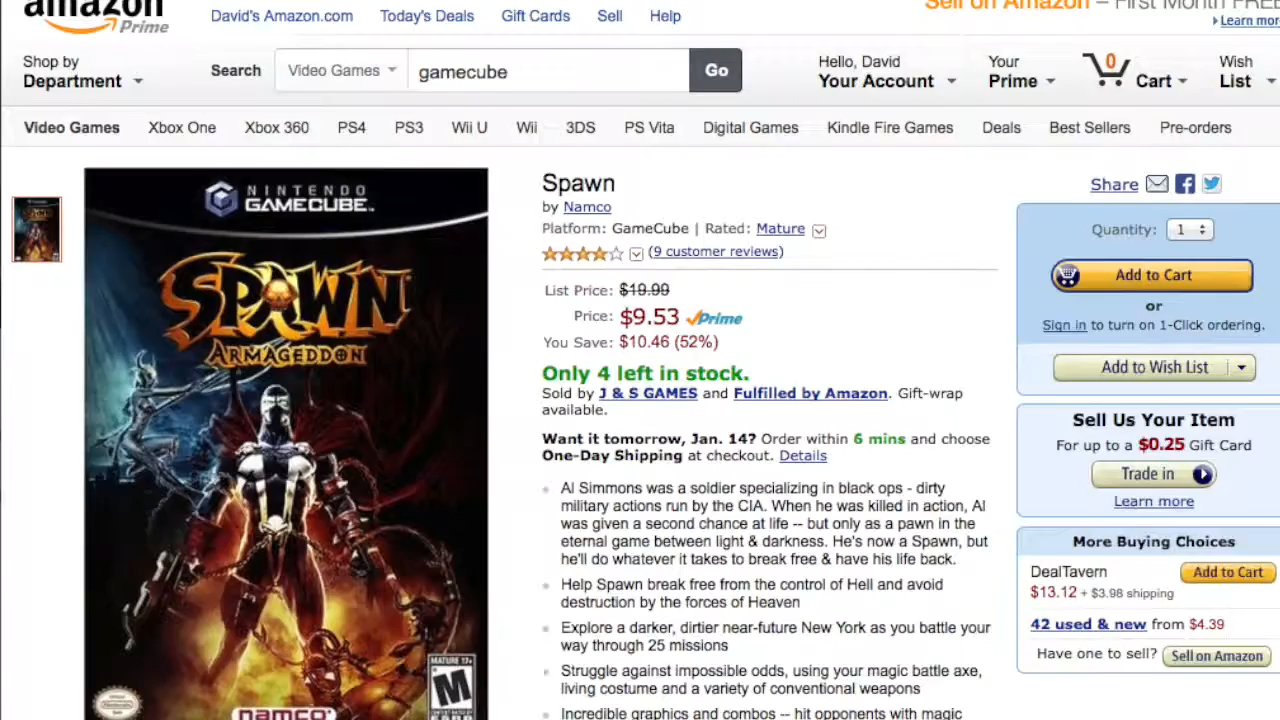 amazon
Prime
David's Amazon.com Today's Deals Gift Cards Sell Help
Sell on Amazon – First Month FREE
Learn more
Shop by
Department
Search Video Games gamecube Go
Hello, David
Your Account
Your
Prime
0
Cart
Wish
List
Video Games Xbox One Xbox 360 PS4 PS3 Wii U Wii 3DS PS Vita Digital Games Kindle Fire Games Deals Best Sellers Pre-orders
NINTENDO
GAMECUBE™
SPAWN
ARMAGEDDON
MATURE 17+
M
namco
Spawn
by Namco
Platform: GameCube | Rated: Mature
(9 customer reviews)
List Price: $19.99
Price: $9.53 Prime
You Save: $10.46 (52%)
Only 4 left in stock.
Sold by J & S GAMES and Fulfilled by Amazon. Gift-wrap
available.
Want it tomorrow, Jan. 14? Order within 6 mins and choose
One-Day Shipping at checkout. Details
Al Simmons was a soldier specializing in black ops - dirty
military actions run by the CIA. When he was killed in action, Al
was given a second chance at life -- but only as a pawn in the
eternal game between light & darkness. He's now a Spawn, but
he'll do whatever it takes to break free & have his life back.
Help Spawn break free from the control of Hell and avoid
destruction by the forces of Heaven
Explore a darker, dirtier near-future New York as you battle your
way through 25 missions
Struggle against impossible odds, using your magic battle axe,
living costume and a variety of conventional weapons
Incredible graphics and combos -- hit opponents with magic
Share
Quantity: 1
Add to Cart
or
Sign in to turn on 1-Click ordering.
Add to Wish List
Sell Us Your Item
For up to a $0.25 Gift Card
Trade in
Learn more
More Buying Choices
DealTavern Add to Cart
$13.12 + $3.98 shipping
42 used & new from $4.39
Have one to sell? Sell on Amazon